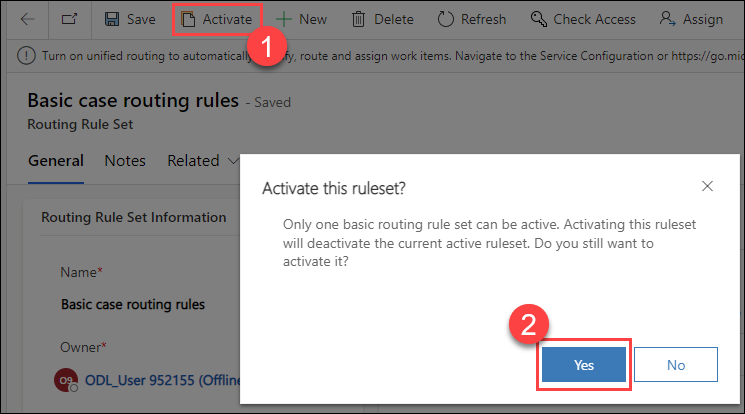 Save Activate New Delete Refresh Check Access Assign
1
Turn on unified routing to automatically fy, route and assign work items. Navigate to the Service Configuration or https://go.mic
Basic case routing rules - Saved
Routing Rule Set
General Notes Related
Activate this ruleset?
Routing Rule Set Information
Only one basic routing rule set can be active. Activating this ruleset
will deactivate the current active ruleset. Do you still want to
activate it?
Name*
Basic case routing rules
2
Owner*
Yes No
O9 ODL_User 952155 (Offline